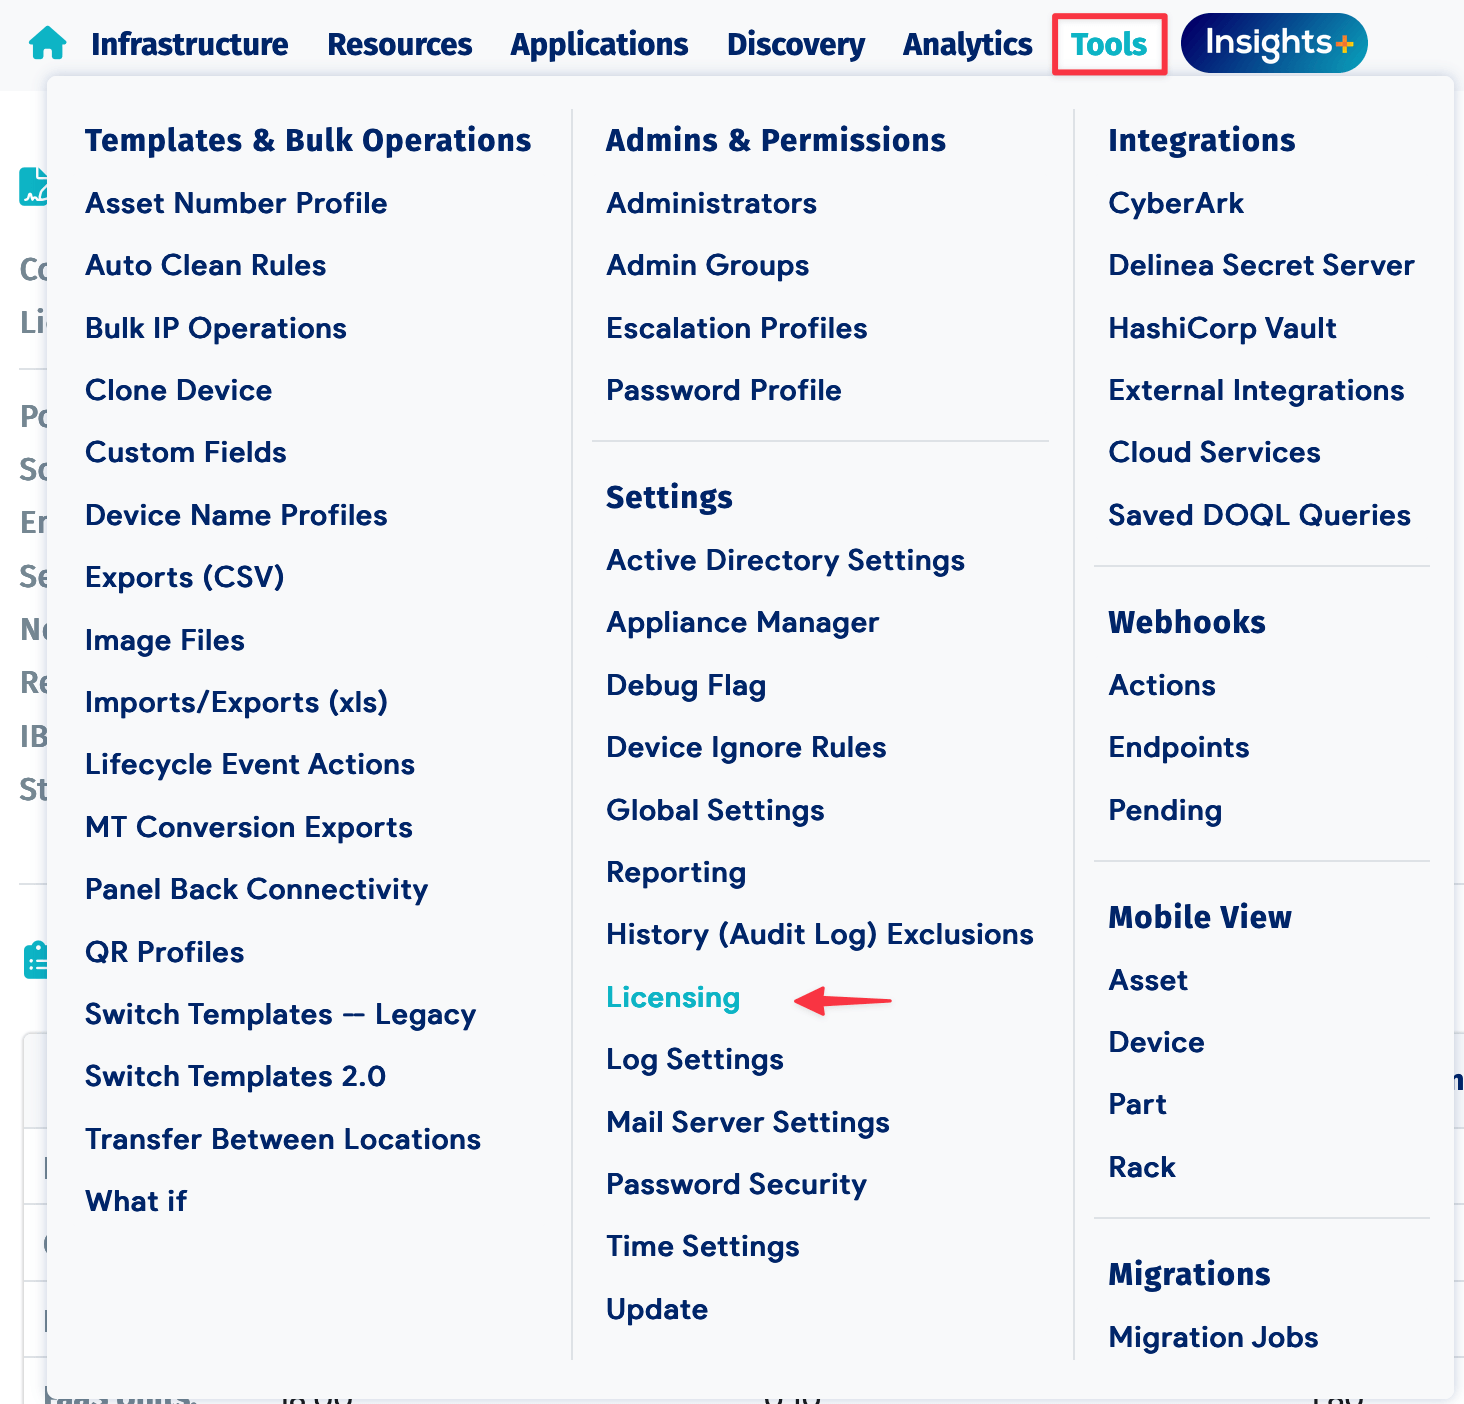 Infrastructure Resources Applications Discovery Analytics Tools Insights+
Templates & Bulk Operations
Asset Number Profile
Auto Clean Rules
Bulk IP Operations
Clone Device
Custom Fields
Device Name Profiles
Exports (CSV)
Image Files
Imports/Exports (xls)
Lifecycle Event Actions
MT Conversion Exports
Panel Back Connectivity
QR Profiles
Switch Templates -- Legacy
Switch Templates 2.0
Transfer Between Locations
What if
Admins & Permissions
Administrators
Admin Groups
Escalation Profiles
Password Profile
Settings
Active Directory Settings
Appliance Manager
Debug Flag
Device Ignore Rules
Global Settings
Reporting
History (Audit Log) Exclusions
Licensing
Log Settings
Mail Server Settings
Password Security
Time Settings
Update
Integrations
CyberArk
Delinea Secret Server
HashiCorp Vault
External Integrations
Cloud Services
Saved DOQL Queries
Webhooks
Actions
Endpoints
Pending
Mobile View
Asset
Device
Part
Rack
Migrations
Migration Jobs